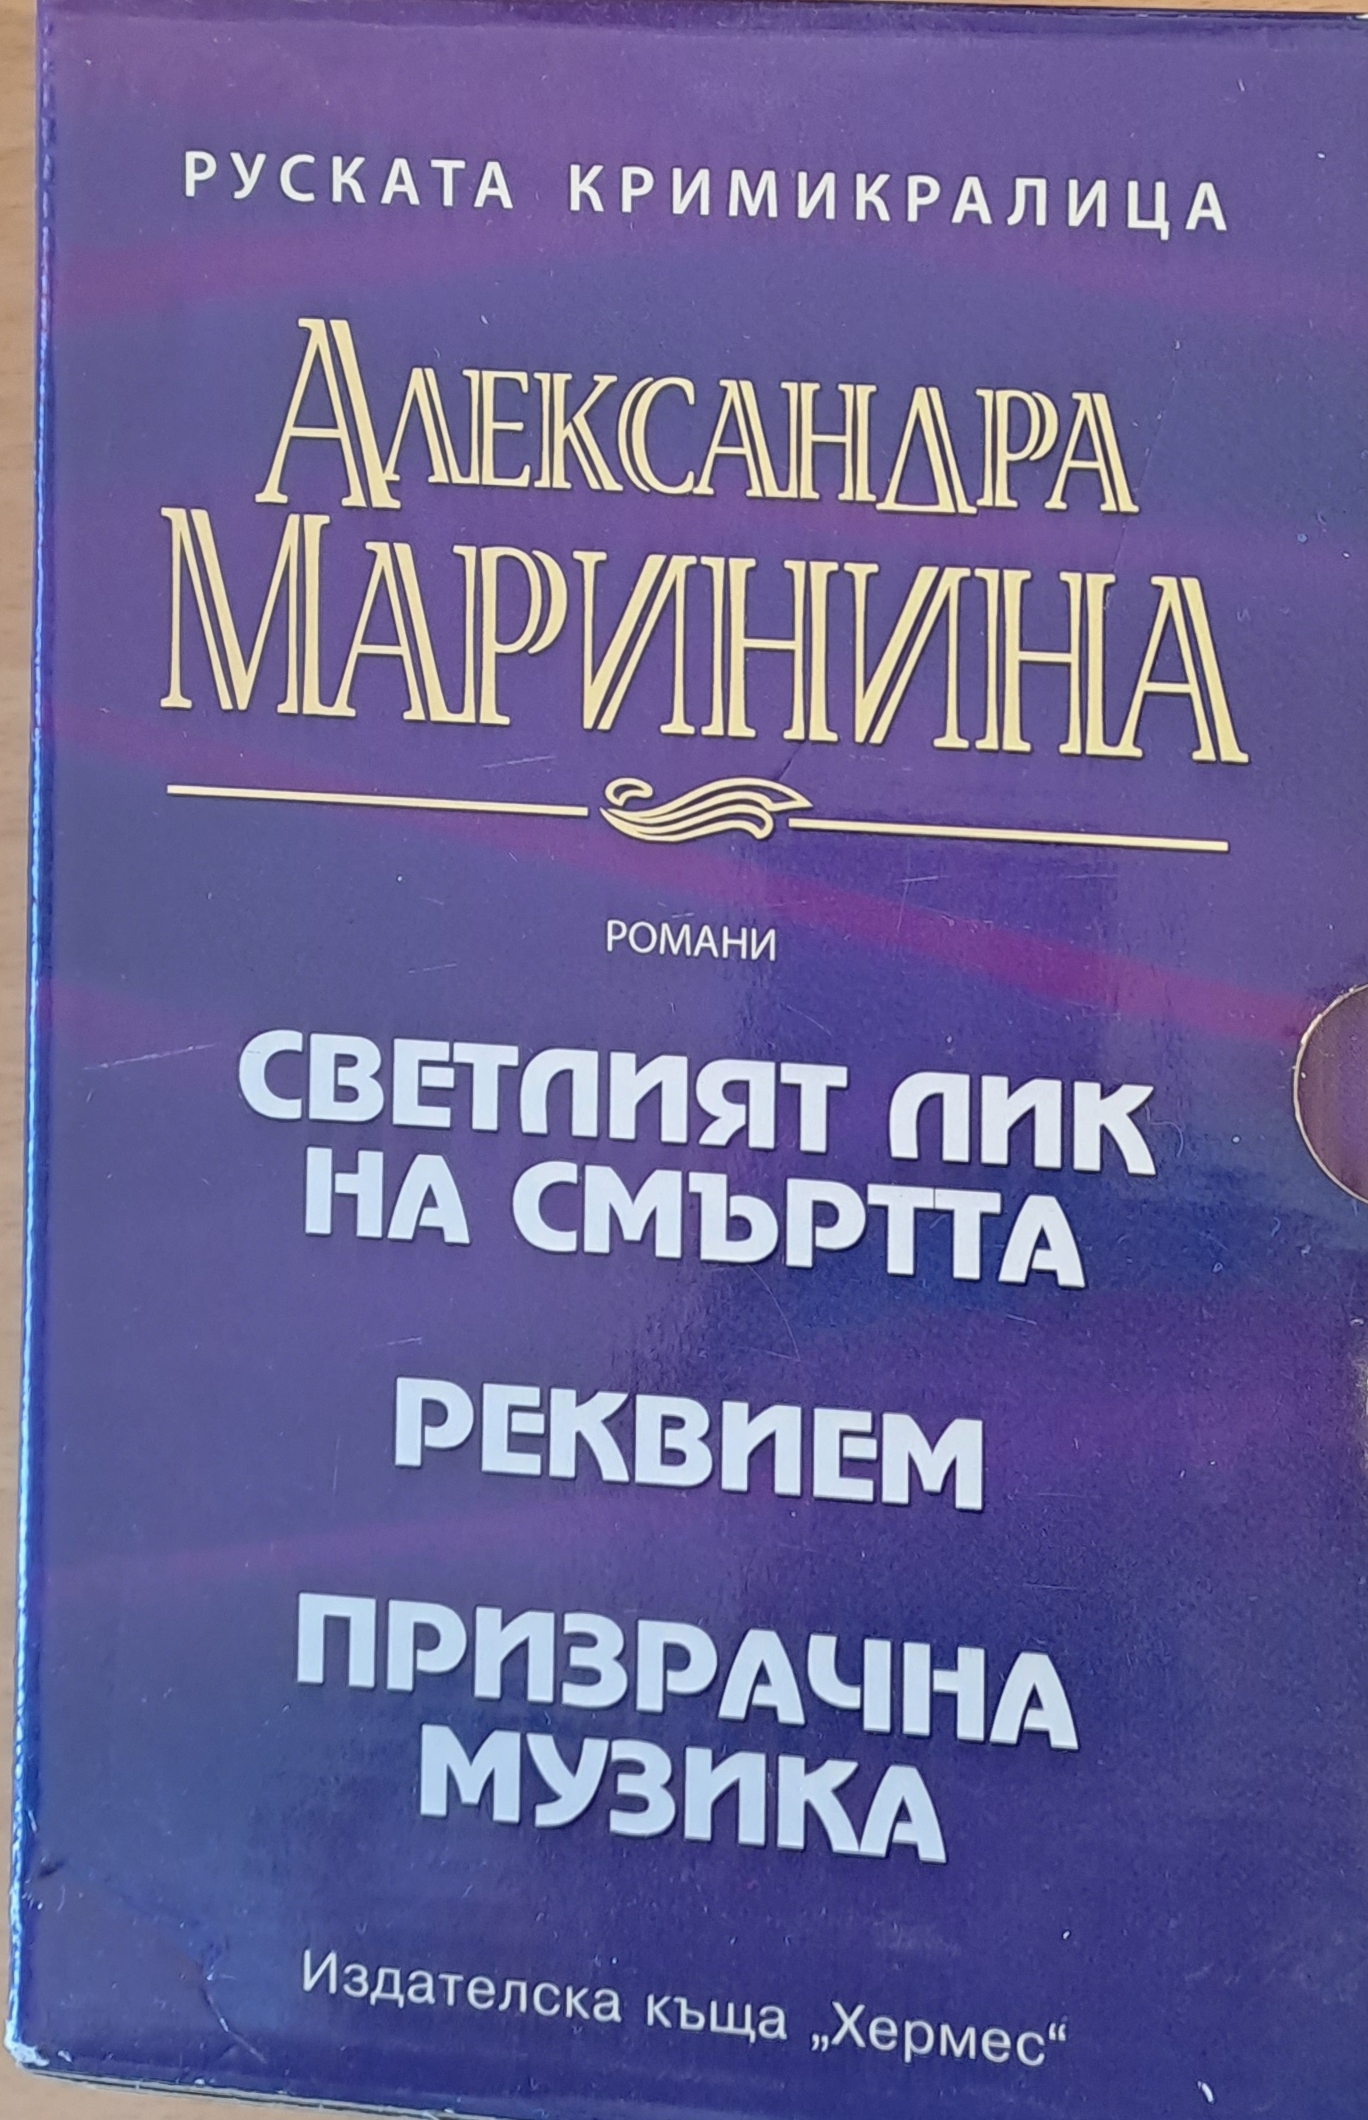 РУСКАТА КРИМИКРАЛИЦА
АЛЕКСАНДРА
МАРИНИНА
РОМАНИ
СВЕТЛИЯТ ЛИК
НА СМЪРТТА
РЕКВИЕМ
ПРИЗРАЧНА
МУЗИКА
Издателска къща „Хермес“